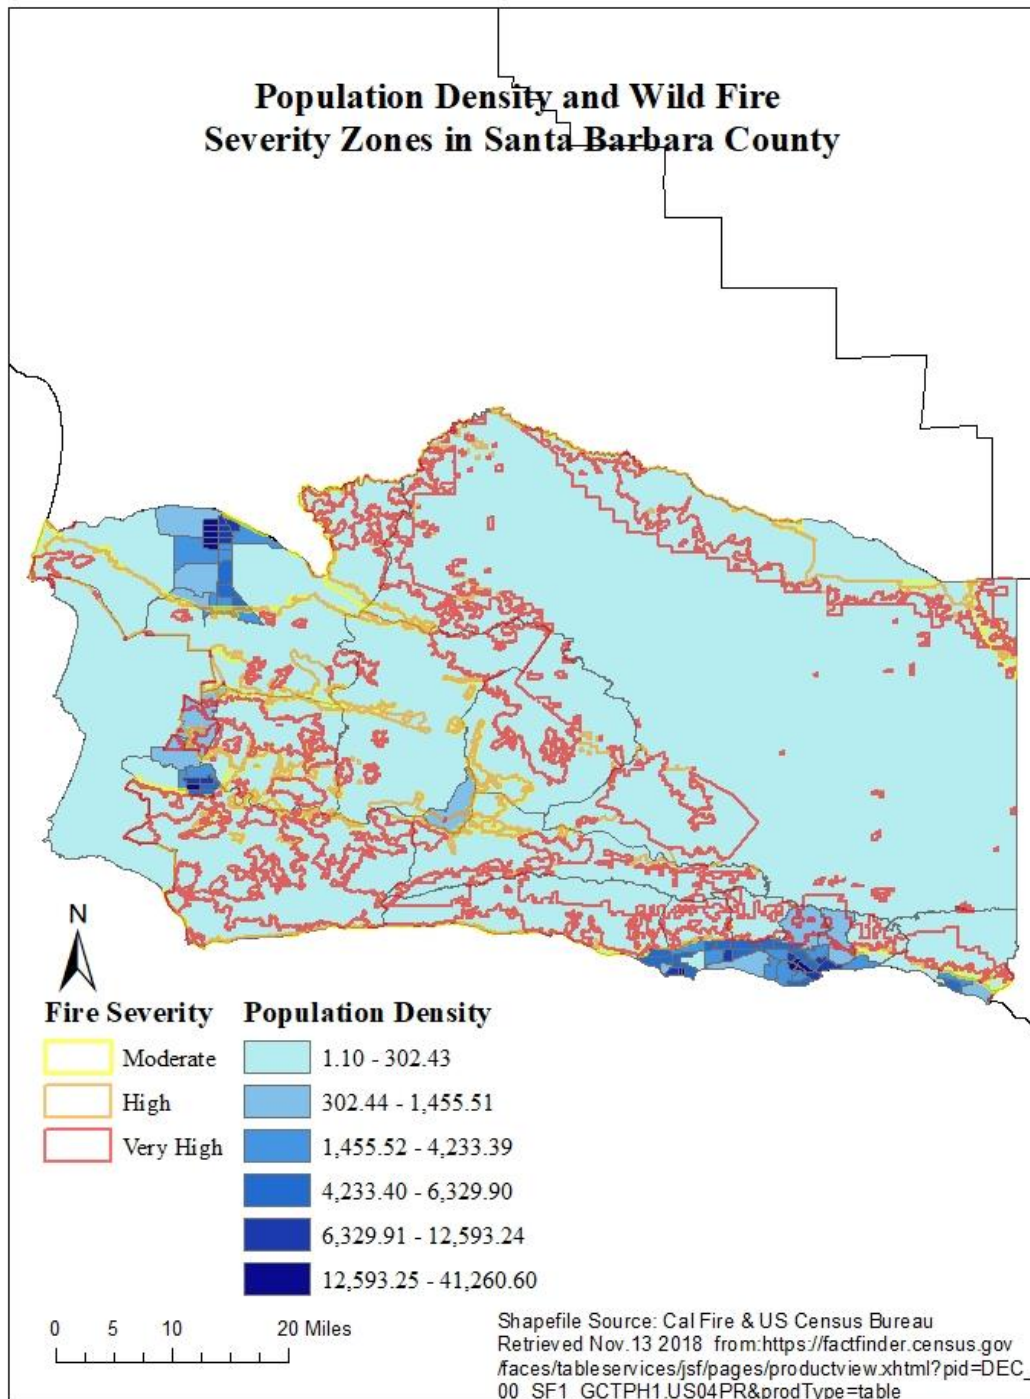 Population Density and Wild Fire
Severity Zones in Santa Barbara County
N
Fire Severity
Moderate
High
Very High
Population Density
1.10 - 302.43
302.44 - 1,455.51
1,455.52 - 4,233.39
4,233.40 - 6,329.90
6,329.91 - 12,593.24
12,593.25 - 41,260.60
0 5 10 20 Miles
Shapefile Source: Cal Fire & US Census Bureau
Retrieved Nov.13 2018 from:https://factfinder.census.gov
/faces/tableservices/jsf/pages/productview.xhtml?pid=DEC_
00_SF1_GCTPH1.US04PR&prodType=table